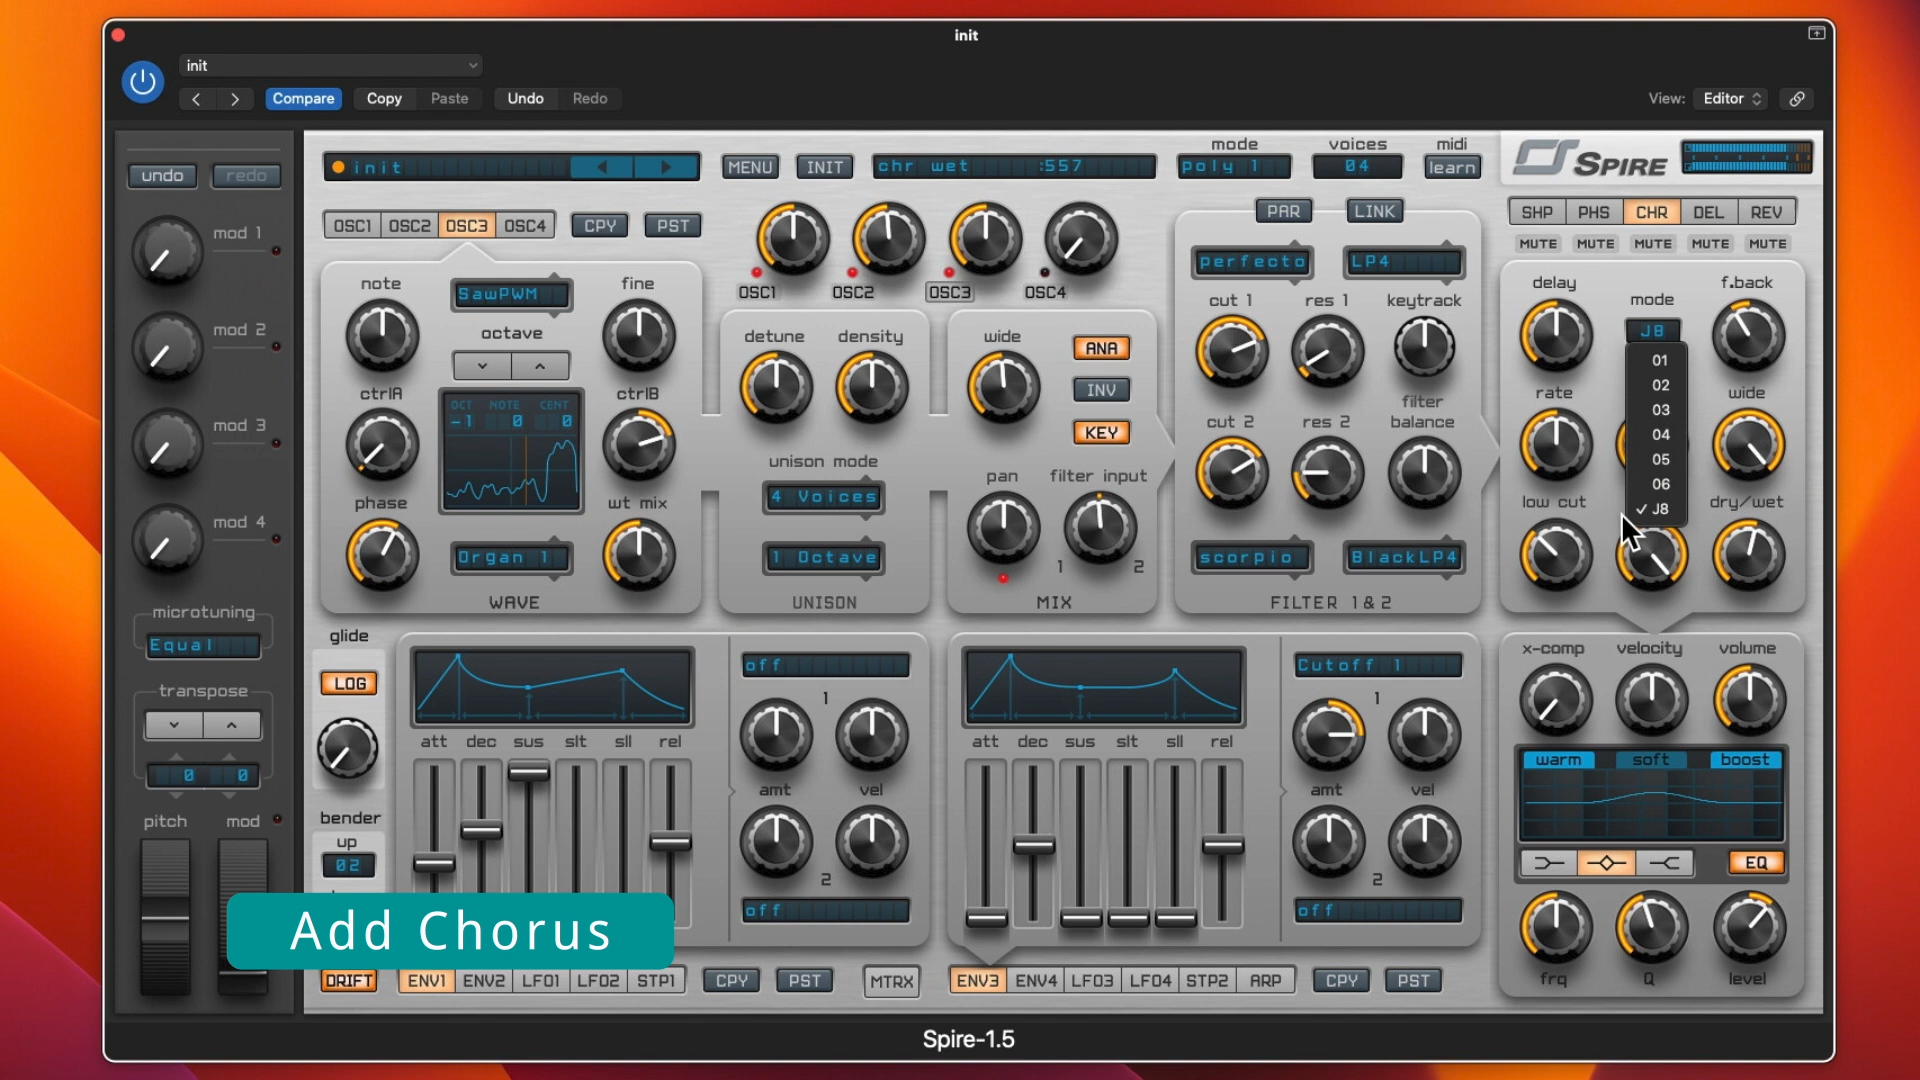 init
init
Compare Copy Paste Undo Redo
View: Editor
undo redo
mod 1
mod 2
mod 3
mod 4
microtuning
Equal
transpose
0 0
pitch mod
init
MENU INIT
chr wet :557
mode voices midi
poly 1 04 learn
SPIRE
OSC1 OSC2 OSC3 OSC4 CPY PST
OSC1 OSC2 OSC3 OSC4
note SawPWM fine
octave
ctrlA ctrlB
OCT NOTE CENT
-1 0 0
phase wt mix
Organ 1
WAVE
detune density
unison mode
4 Voices
1 Octave
UNISON
wide ANA
INV
KEY
pan filter input
1 2
MIX
PAR LINK
perfecto LP4
cut 1 res 1 keytrack
cut 2 res 2 filter balance
scorpio BlackLP4
FILTER 1&2
SHP PHS CHR DEL REV
MUTE MUTE MUTE MUTE MUTE
delay mode f.back
J8
01
02
03
04
05
06
✓ J8
rate wide
low cut dry/wet
glide
LOG
bender
up
02
DRIFT
att dec sus slt sll rel
off
1
amt vel
2
off
ENV1 ENV2 LFO1 LFO2 STP1 CPY PST
MTRX
att dec sus slt sll rel
Cutoff 1
1
amt vel
2
off
ENV3 ENV4 LFO3 LFO4 STP2 ARP CPY PST
x-comp velocity volume
warm soft boost
EQ
frq Q level
Add Chorus
Spire-1.5